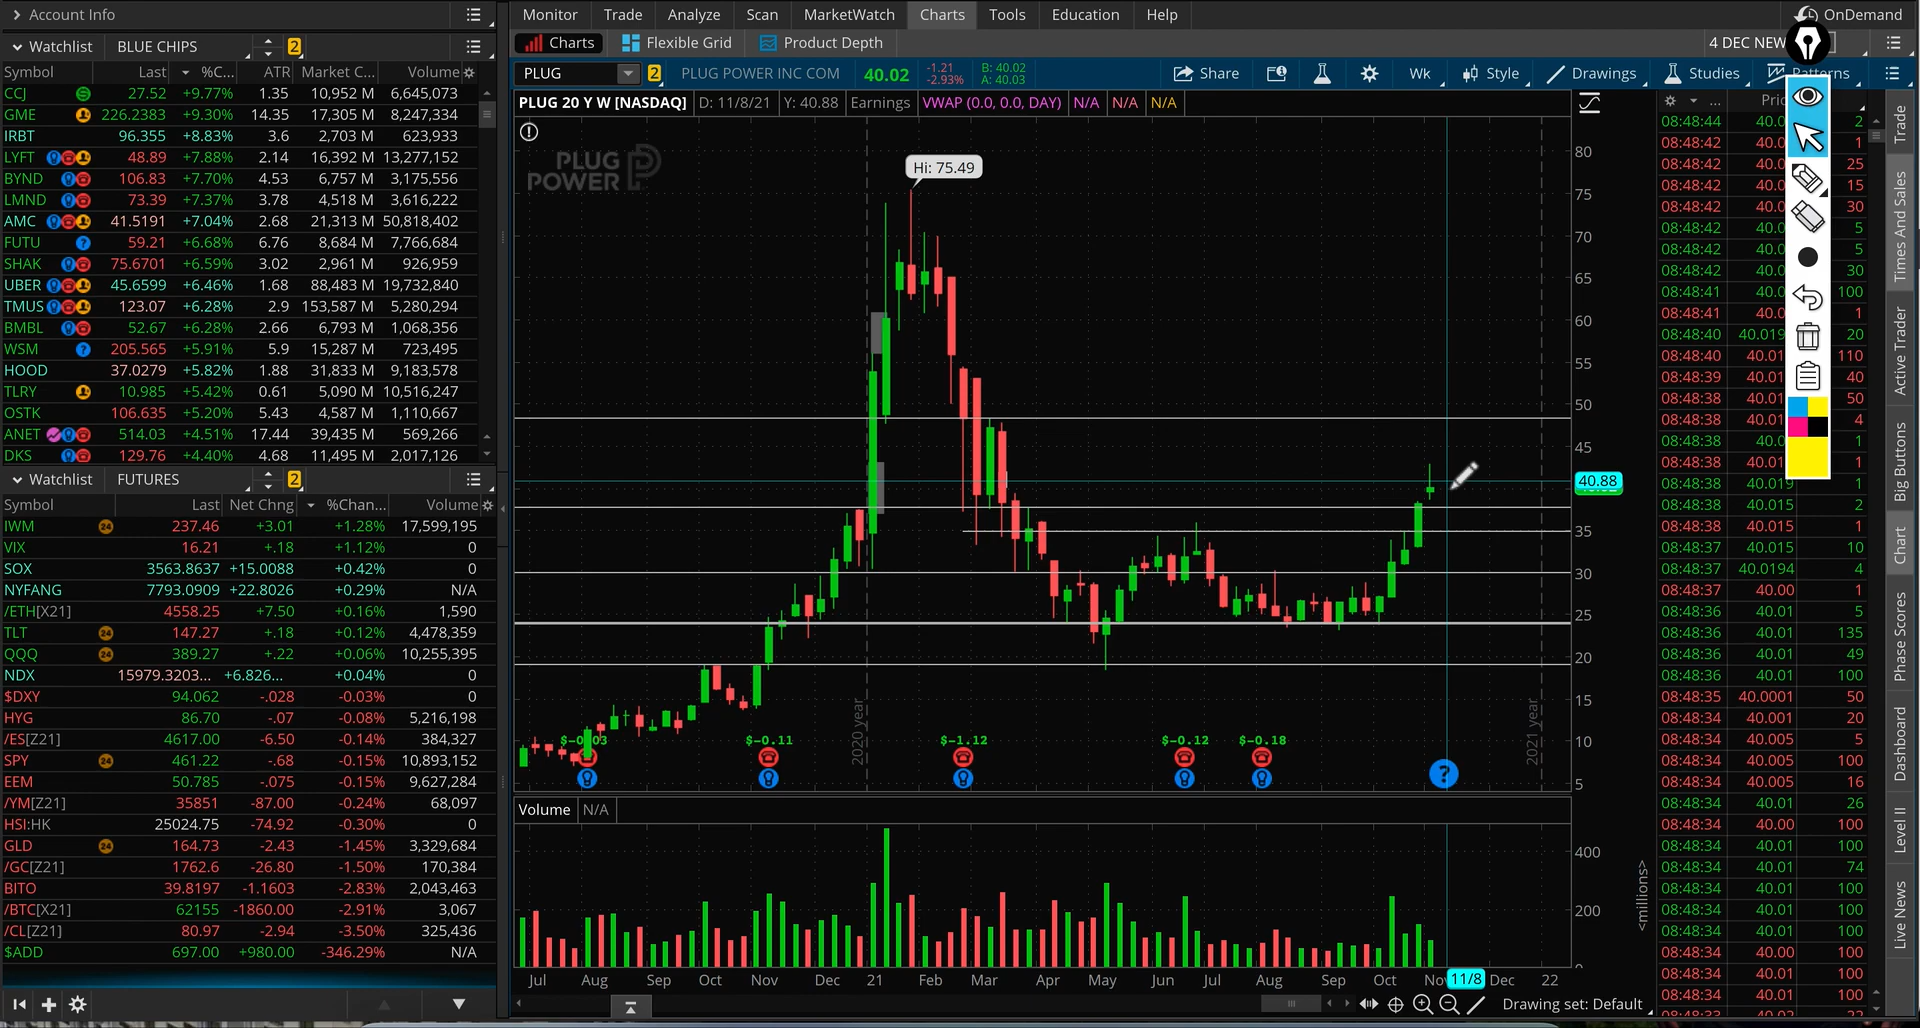 Account Info
Monitor Trade Analyze Scan MarketWatch Charts Tools Education Help OnDemand
Watchlist BLUE CHIPS 2
Charts Flexible Grid Product Depth 4 DEC NEW
Symbol Last %C... ATR Market C... Volume
CCJ 27.52 +9.77% 1.35 10,952 M 6,645,073
GME 226.2383 +9.30% 14.35 17,305 M 8,247,334
IRBT 96.355 +8.83% 3.6 2,703 M 623,933
LYFT 48.89 +7.88% 2.14 16,392 M 13,277,152
BYND 106.83 +7.70% 4.53 6,757 M 3,175,556
LMND 73.39 +7.37% 3.78 4,518 M 3,616,222
AMC 41.5191 +7.04% 2.68 21,313 M 50,818,402
FUTU 59.21 +6.68% 6.76 8,684 M 7,766,684
SHAK 75.6701 +6.59% 3.02 2,961 M 926,959
UBER 45.6599 +6.46% 1.68 88,483 M 19,732,840
TMUS 123.07 +6.28% 2.9 153,587 M 5,280,294
BMBL 52.67 +6.28% 2.66 6,793 M 1,068,356
WSM 205.565 +5.91% 5.9 15,287 M 723,495
HOOD 37.0279 +5.82% 1.88 31,833 M 9,183,578
TLRY 10.985 +5.42% 0.61 5,090 M 10,516,247
OSTK 106.635 +5.20% 5.43 4,587 M 1,110,667
ANET 514.03 +4.51% 17.44 39,435 M 569,266
DKS 129.76 +4.40% 4.68 11,495 M 2,017,126
Watchlist FUTURES 2
Symbol Last Net Chng %Chan... Volume
IWM 24 237.46 +3.01 +1.28% 17,599,195
VIX 16.21 +.18 +1.12% 0
SOX 3563.8637 +15.0088 +0.42% 0
NYFANG 7793.0909 +22.8026 +0.29% N/A
/ETH[X21] 4558.25 +7.50 +0.16% 1,590
TLT 24 147.27 +.18 +0.12% 4,478,359
QQQ 24 389.27 +.22 +0.06% 10,255,395
NDX 15979.3203... +6.826... +0.04% 0
$DXY 94.062 -.028 -0.03% 0
HYG 86.70 -.07 -0.08% 5,216,198
/ES[Z21] 4617.00 -6.50 -0.14% 384,327
SPY 24 461.22 -.68 -0.15% 10,893,152
EEM 50.785 -.075 -0.15% 9,627,284
/YM[Z21] 35851 -87.00 -0.24% 68,097
HSI:HK 25024.75 -74.92 -0.30% 0
GLD 24 164.73 -2.43 -1.45% 3,329,684
/GC[Z21] 1762.6 -26.80 -1.50% 170,384
BITO 39.8197 -1.1603 -2.83% 2,043,463
/BTC[X21] 62155 -1860.00 -2.91% 3,067
/CL[Z21] 80.97 -2.94 -3.50% 325,436
$ADD 697.00 +980.00 -346.29% N/A
PLUG 2 PLUG POWER INC COM 40.02 -1.21 -2.93% B: 40.02 A: 40.03 Share Wk Style Drawings Studies Patterns
PLUG 20 Y W [NASDAQ] D: 11/8/21 Y: 40.88 Earnings VWAP (0.0, 0.0, DAY) N/A N/A N/A
PLUG
POWER
Hi: 75.49
80
75
70
65
60
55
50
45
40.88
35
30
25
20
15
10
5
2020 year
2021 year
$-0.03 $-0.11 $-1.12 $-0.12 $-0.18
Volume N/A
400
200
0
<millions>
Jul Aug Sep Oct Nov Dec 21 Feb Mar Apr May Jun Jul Aug Sep Oct Nov 11/8 Dec 22
Drawing set: Default
08:48:44 40.0 2
08:48:42 40.0 1
08:48:42 40.0 25
08:48:42 40.0 15
08:48:42 40.0 30
08:48:42 40.0 5
08:48:42 40.0 5
08:48:42 40.0 30
08:48:41 40.0 100
08:48:41 40.0 1
08:48:40 40.019 20
08:48:40 40.01 110
08:48:39 40.01 40
08:48:38 40.01 50
08:48:38 40.01 4
08:48:38 40.0 1
08:48:38 40.01 1
08:48:38 40.019 1
08:48:38 40.015 2
08:48:38 40.015 1
08:48:37 40.015 10
08:48:37 40.0194 4
08:48:37 40.00 1
08:48:36 40.01 5
08:48:36 40.01 135
08:48:36 40.01 49
08:48:36 40.01 100
08:48:35 40.0001 50
08:48:34 40.001 20
08:48:34 40.005 5
08:48:34 40.005 100
08:48:34 40.005 16
08:48:34 40.01 26
08:48:34 40.00 100
08:48:34 40.01 100
08:48:34 40.01 74
08:48:34 40.01 100
08:48:34 40.01 100
08:48:34 40.01 100
08:48:34 40.00 100
08:48:34 40.01 100
08:48:34 40.01 100
Trade
Times And Sales
Active Trader
Big Buttons
Chart
Phase Scores
Dashboard
Level II
Live News